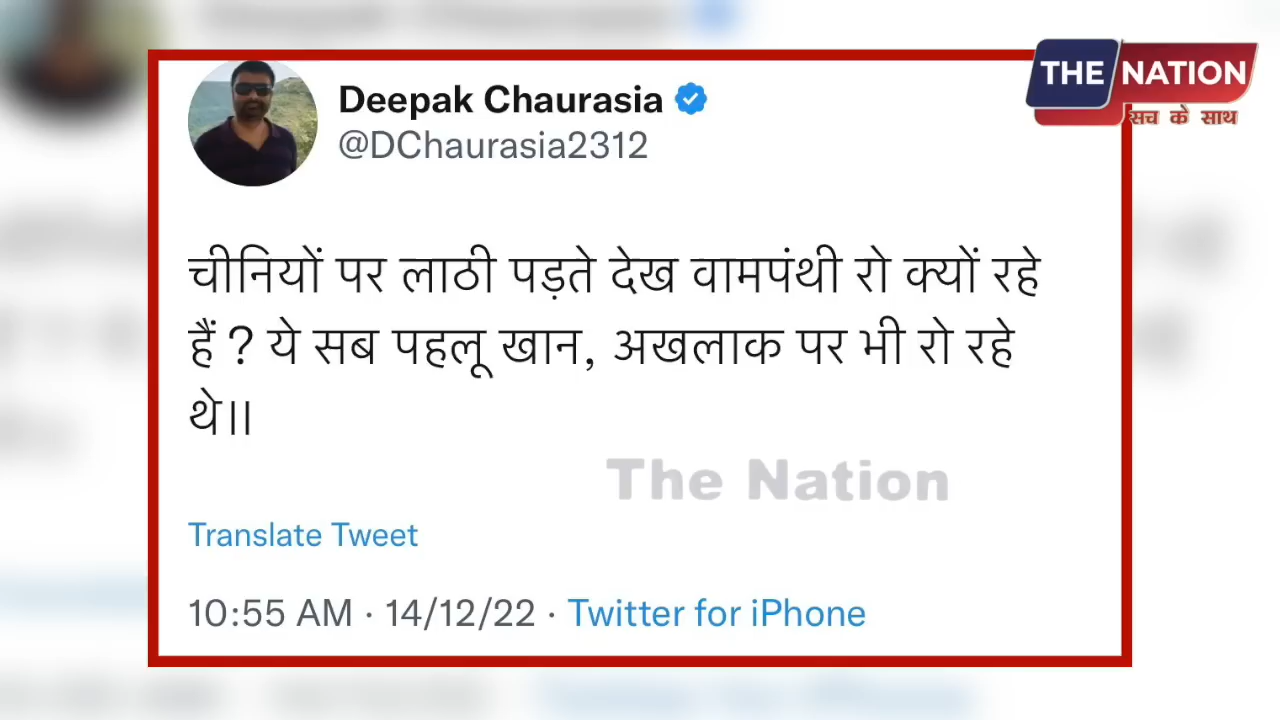 THE NATION
सच के साथ
Deepak Chaurasia
@DChaurasia2312
चीनियों पर लाठी पड़ते देख वामपंथी रो क्यों रहे
हैं ? ये सब पहलू खान, अखलाक पर भी रो रहे
थे॥
The Nation
Translate Tweet
10:55 AM · 14/12/22 · Twitter for iPhone